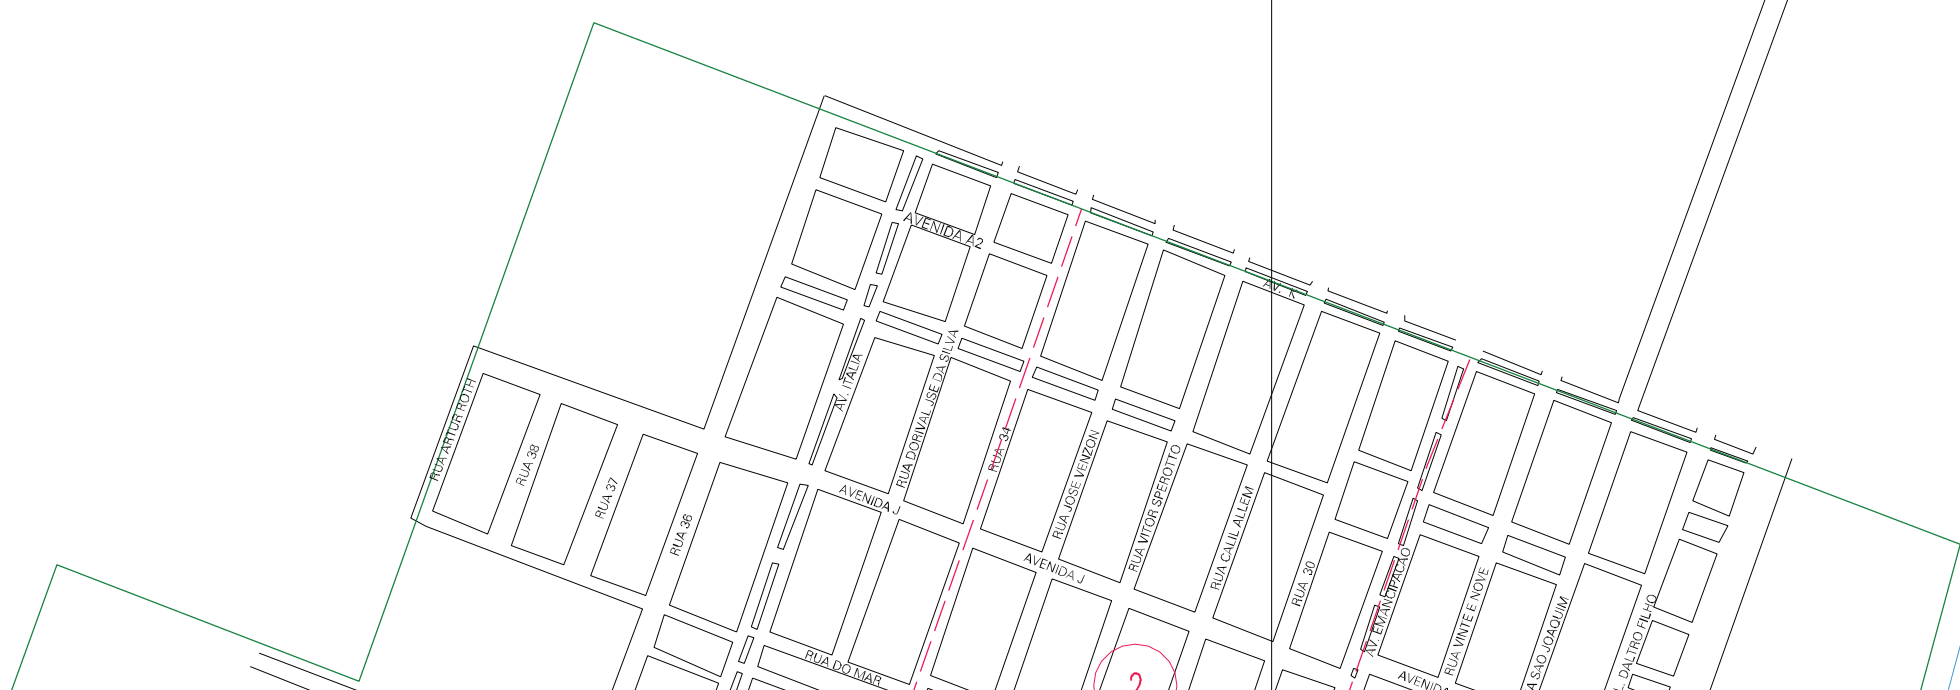 AVENIDA A2
AV. K
RUA ARTUR ROTH
RUA 38
RUA 37
RUA 36
AV. ITALIA
RUA DORIVAL JSE DA SILVA
RUA 34
RUA JOSE VENZON
RUA VITOR SPEROTTO
RUA CALIL ALLEM
RUA 30
AV. EMANCIPACAO
RUA VINTE E NOVE
A SAO JOAQUIM
DALTRO FILHO
AVENIDA J
AVENIDA J
RUA DO MAR
AVENIDA
2